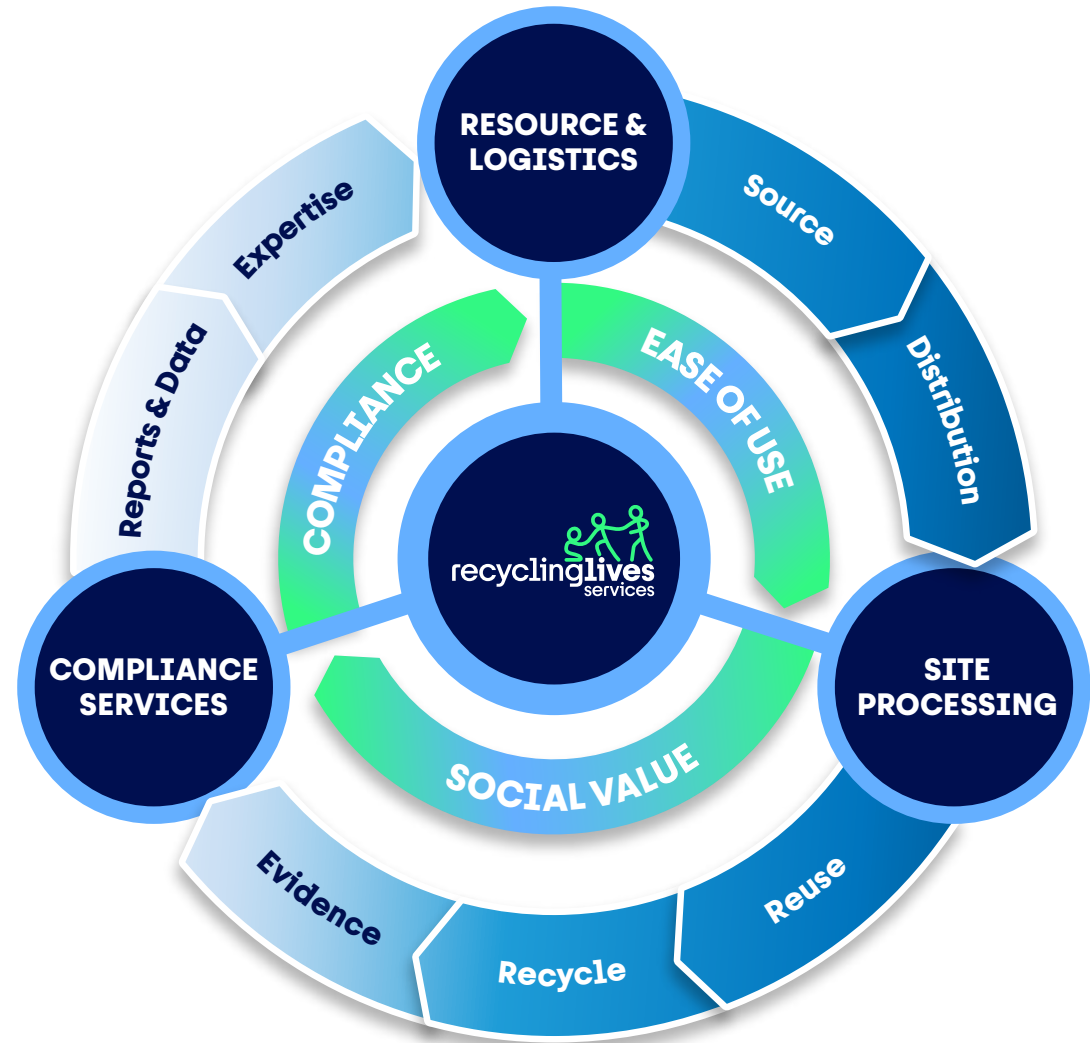 RESOURCE &
LOGISTICS
Source
Distribution
SITE
PROCESSING
Reuse
Recycle
Evidence
COMPLIANCE
SERVICES
Reports & Data
Expertise
EASE OF USE
SOCIAL VALUE
COMPLIANCE
recyclinglives
services